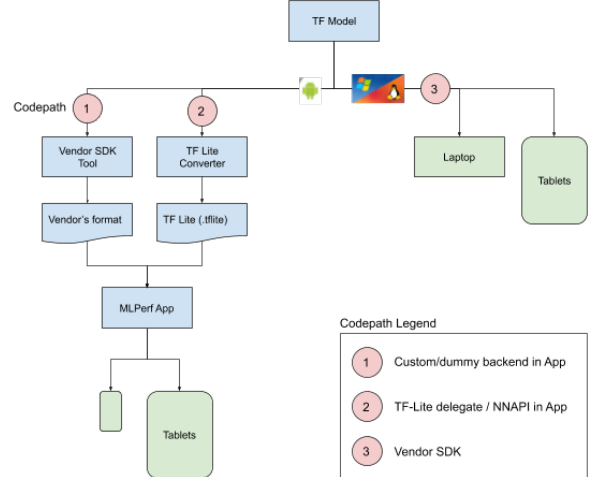 TF Model
Codepath
1
2
3
Vendor SDK
Tool
TF Lite
Converter
Laptop
Tablets
Vendor's format
TF Lite (.tflite)
MLPerf App
Tablets
Codepath Legend
1 Custom/dummy backend in App
2 TF-Lite delegate / NNAPI in App
3 Vendor SDK